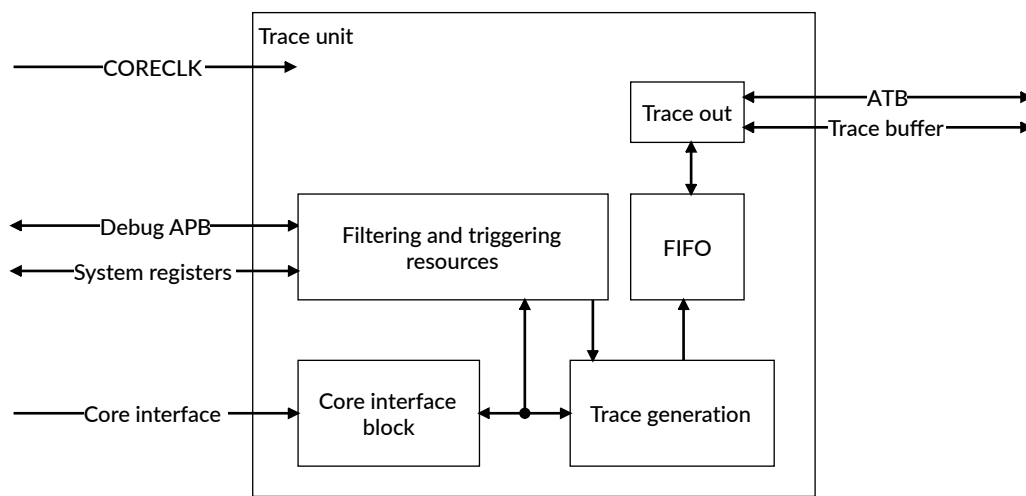 Trace unit
CORECLK
Trace out
ATB
Trace buffer
Debug APB
System registers
Filtering and triggering
resources
FIFO
Core interface
Core interface
block
Trace generation